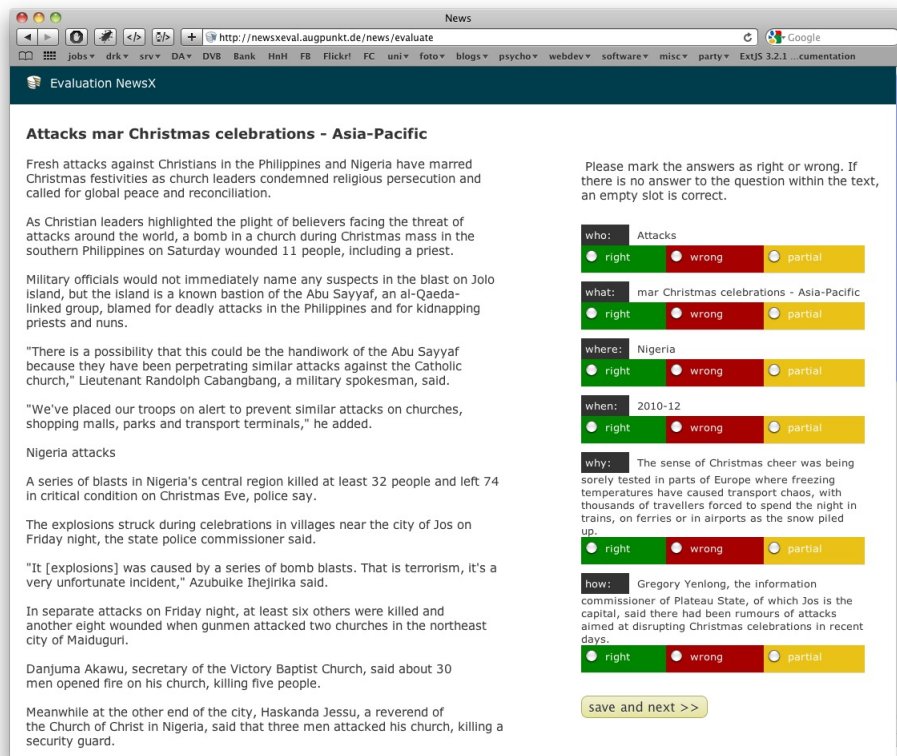 News
http://newsxeval.augpunkt.de/news/evaluate
Google
jobs drk srv DA DVB Bank HnH FB Flickr! FC uni foto blogs psycho webdev software misc party ExtJS 3.2.1 ...cumentation
Evaluation NewsX
Attacks mar Christmas celebrations - Asia-Pacific
Fresh attacks against Christians in the Philippines and Nigeria have marred
Christmas festivities as church leaders condemned religious persecution and
called for global peace and reconciliation.
As Christian leaders highlighted the plight of believers facing the threat of
attacks around the world, a bomb in a church during Christmas mass in the
southern Philippines on Saturday wounded 11 people, including a priest.
Military officials would not immediately name any suspects in the blast on Jolo
island, but the island is a known bastion of the Abu Sayyaf, an al-Qaeda-
linked group, blamed for deadly attacks in the Philippines and for kidnapping
priests and nuns.
"There is a possibility that this could be the handiwork of the Abu Sayyaf
because they have been perpetrating similar attacks against the Catholic
church," Lieutenant Randolph Cabangbang, a military spokesman, said.
"We've placed our troops on alert to prevent similar attacks on churches,
shopping malls, parks and transport terminals," he added.
Nigeria attacks
A series of blasts in Nigeria's central region killed at least 32 people and left 74
in critical condition on Christmas Eve, police say.
The explosions struck during celebrations in villages near the city of Jos on
Friday night, the state police commissioner said.
"It [explosions] was caused by a series of bomb blasts. That is terrorism, it's a
very unfortunate incident," Azubuike Ihejirika said.
In separate attacks on Friday night, at least six others were killed and
another eight wounded when gunmen attacked two churches in the northeast
city of Maiduguri.
Danjuma Akawu, secretary of the Victory Baptist Church, said about 30
men opened fire on his church, killing five people.
Meanwhile at the other end of the city, Haskanda Jessu, a reverend of
the Church of Christ in Nigeria, said that three men attacked his church, killing a
security guard.
Please mark the answers as right or wrong. If
there is no answer to the question within the text,
an empty slot is correct.
who: Attacks
right wrong partial
what: mar Christmas celebrations - Asia-Pacific
right wrong partial
where: Nigeria
right wrong partial
when: 2010-12
right wrong partial
why: The sense of Christmas cheer was being
sorely tested in parts of Europe where freezing
temperatures have caused transport chaos, with
thousands of travellers forced to spend the night in
trains, on ferries or in airports as the snow piled
up.
right wrong partial
how: Gregory Yenlong, the information
commissioner of Plateau State, of which Jos is the
capital, said there had been rumours of attacks
aimed at disrupting Christmas celebrations in recent
days.
right wrong partial
save and next >>